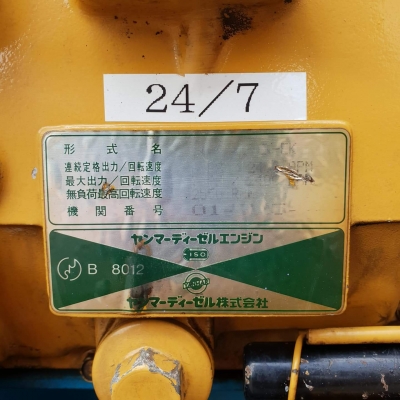 24/7
形式名
連続定格出力/回転速度
最大出力/回転速度
無負荷最高回転速度
機関番号
ヤンマーディーゼルエンジン
ISO
B 8012
YANMAR
ヤンマーディーゼル株式会社